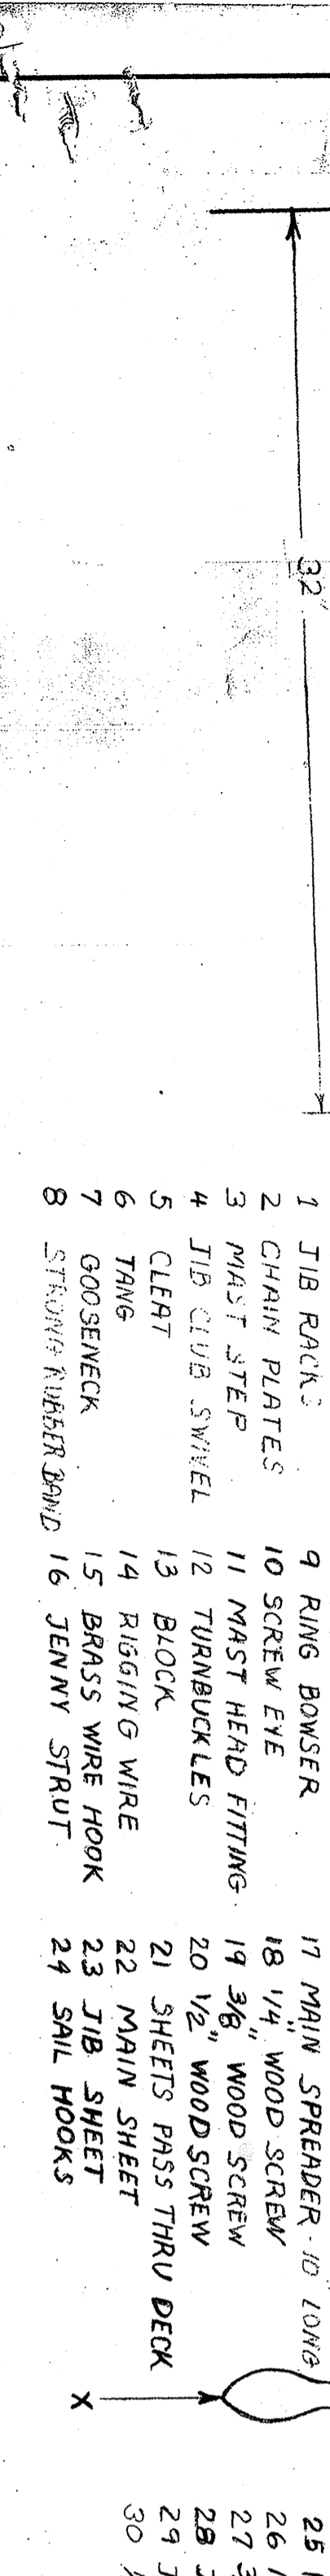 32"
1 JIB RACKS
2 CHAIN PLATES
3 MAST STEP
4 JIB CLUB SWIVEL
5 CLEAT
6 TANG
7 GOOSENECK
8 STRONG RUBBER BAND
9 RING BOWSER
10 SCREW EYE
11 MAST HEAD FITTING
12 TURNBUCKLES
13 BLOCK
14 RIGGING WIRE
15 BRASS WIRE HOOK
16 JENNY STRUT
17 MAIN SPREADER - 10" LONG
18 1/4" WOOD SCREW
19 3/8" WOOD SCREW
20 1/2" WOOD SCREW
21 SHEETS PASS THRU DECK
22 MAIN SHEET
23 JIB SHEET
24 SAIL HOOKS
X
25
26
27
28
29
30